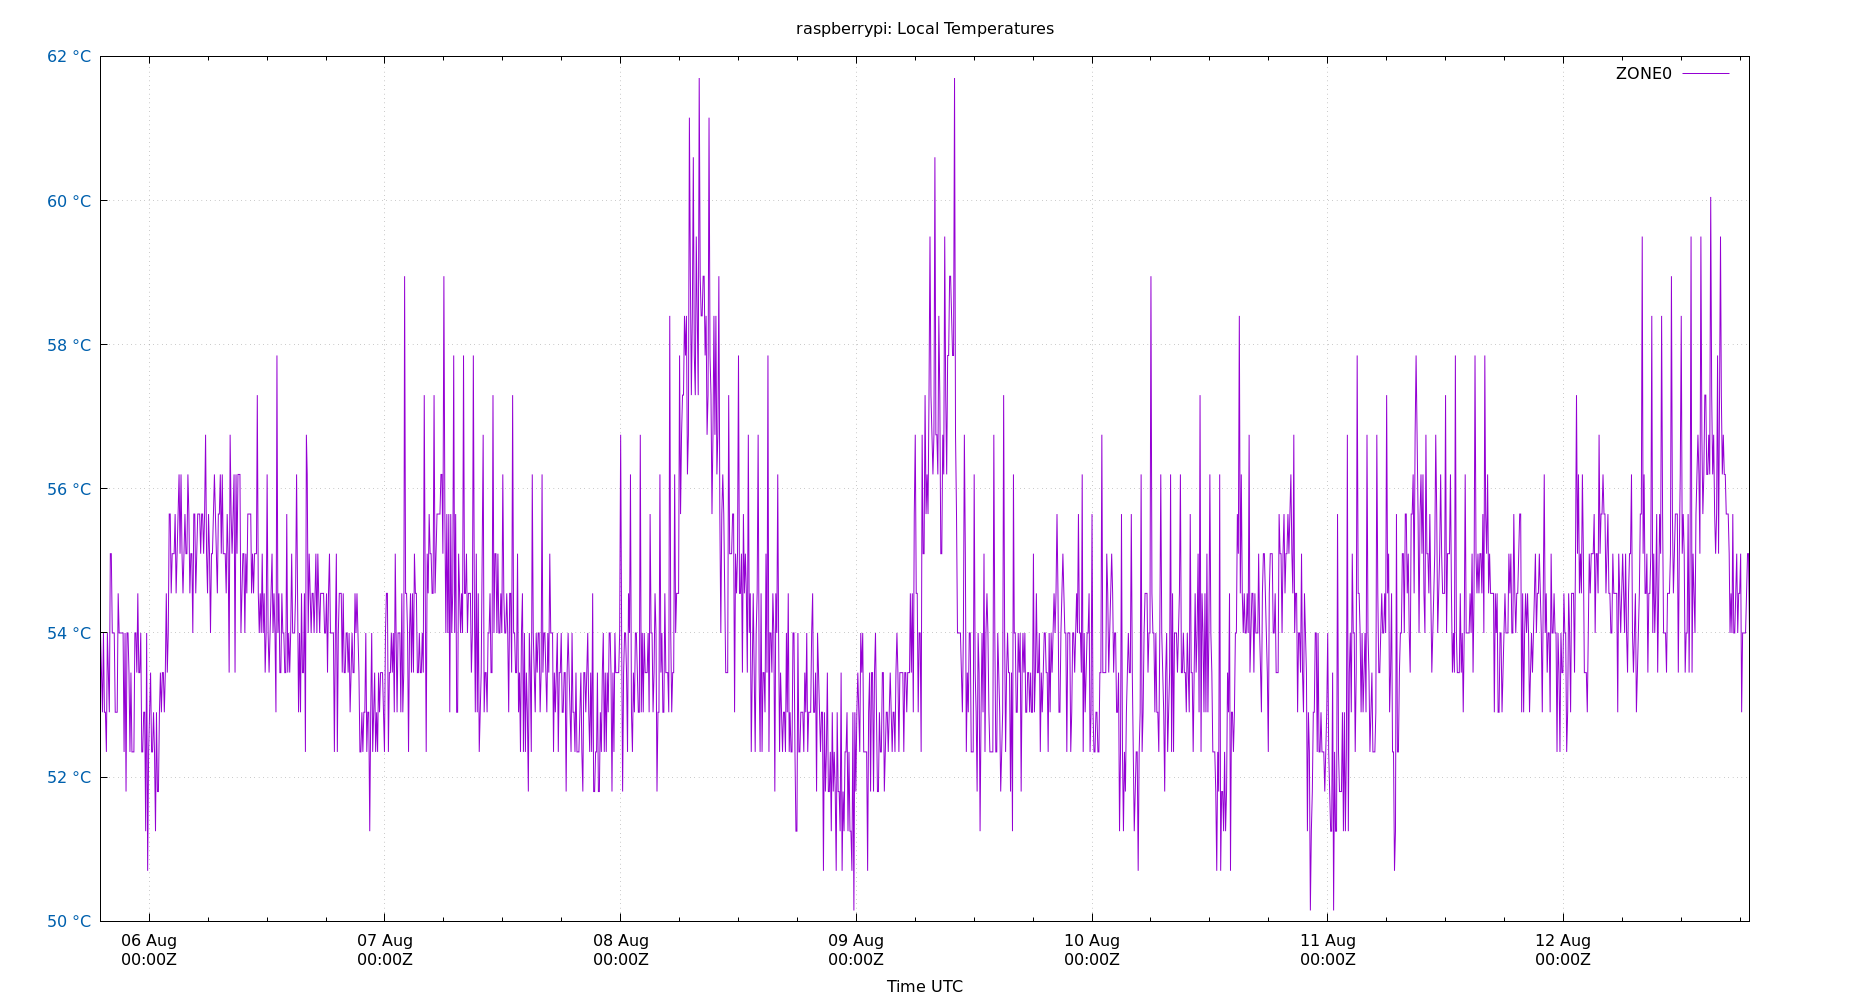 raspberrypi: Local Temperatures
62 °C
ZONE0
60 °C
58 °C
56 °C
54 °C
52 °C
50 °C
06 Aug 07 Aug 08 Aug 09 Aug 10 Aug 11 Aug 12 Aug
00:00Z 00:00Z 00:00Z 00:00Z 00:00Z 00:00Z 00:00Z
Time UTC